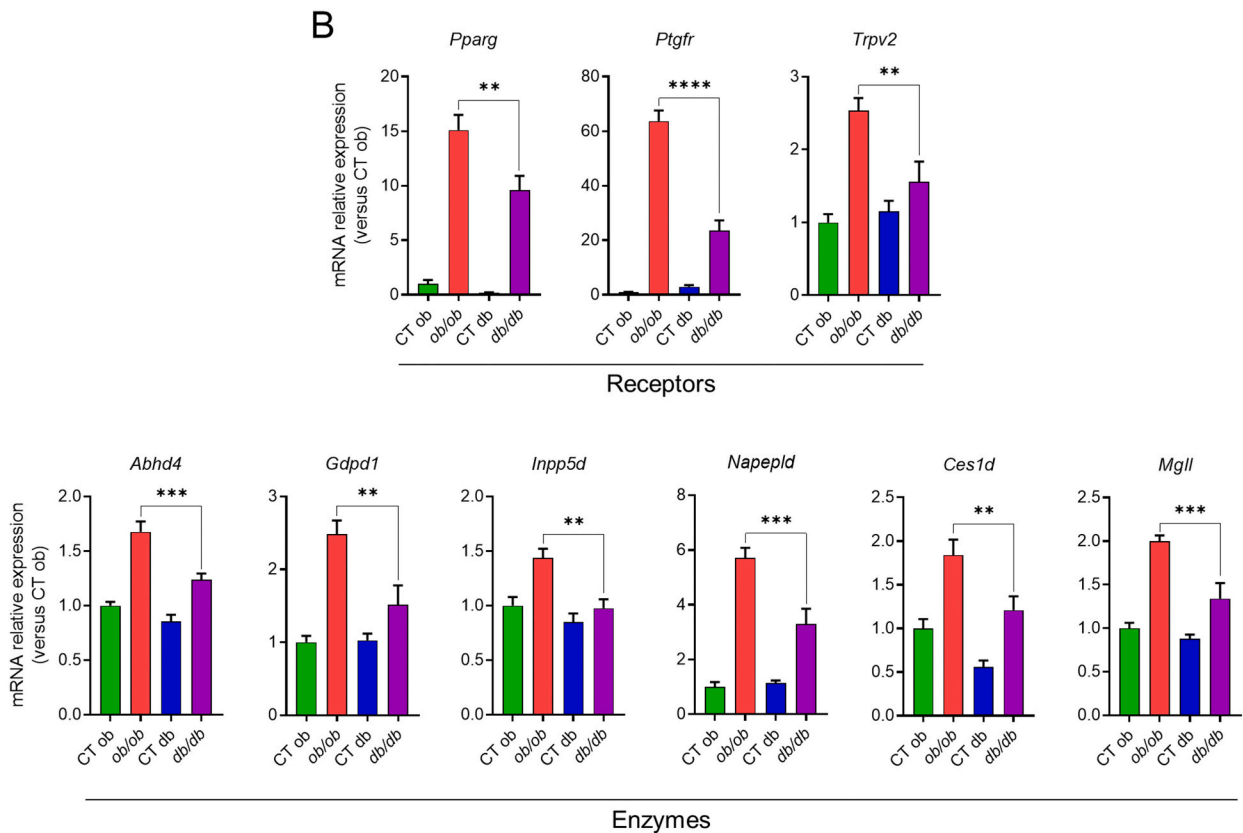 B
Pparg
Ptgfr
Trpv2
mRNA relative expression
(versus CT ob)
20
15
10
5
0
**
CT ob
ob/ob
CT db
db/db
80
60
40
20
0
****
CT ob
ob/ob
CT db
db/db
3
2
1
0
**
CT ob
ob/ob
CT db
db/db
Receptors
Abhd4
Gdpd1
Inpp5d
Napepld
Ces1d
Mgll
mRNA relative expression
(versus CT ob)
2.0
1.5
1.0
0.5
0.0
***
CT ob
ob/ob
CT db
db/db
3
2
1
0
**
CT ob
ob/ob
CT db
db/db
2.0
1.5
1.0
0.5
0.0
**
CT ob
ob/ob
CT db
db/db
8
6
4
2
0
***
CT ob
ob/ob
CT db
db/db
2.5
2.0
1.5
1.0
0.5
0.0
**
CT ob
ob/ob
CT db
db/db
2.5
2.0
1.5
1.0
0.5
0.0
***
CT ob
ob/ob
CT db
db/db
Enzymes